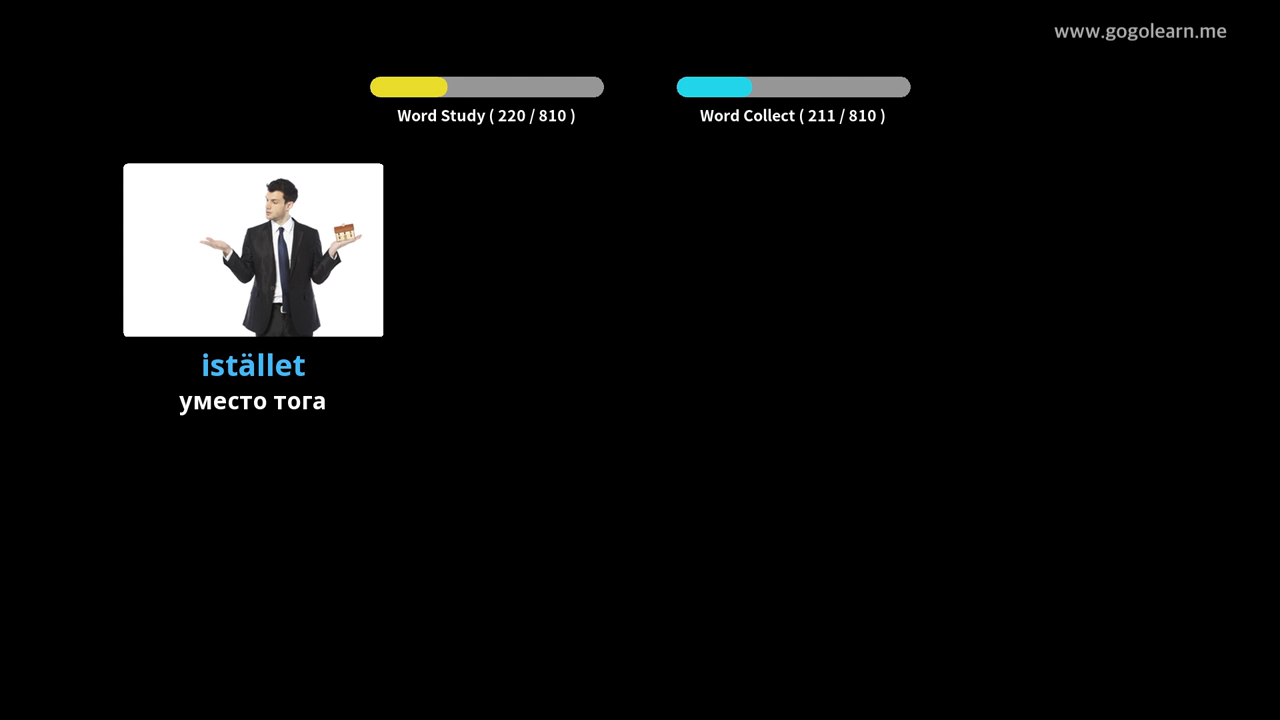 www.gogolearn.me
Word Study ( 220 / 810 )
Word Collect ( 211 / 810 )
istället
уместо тога